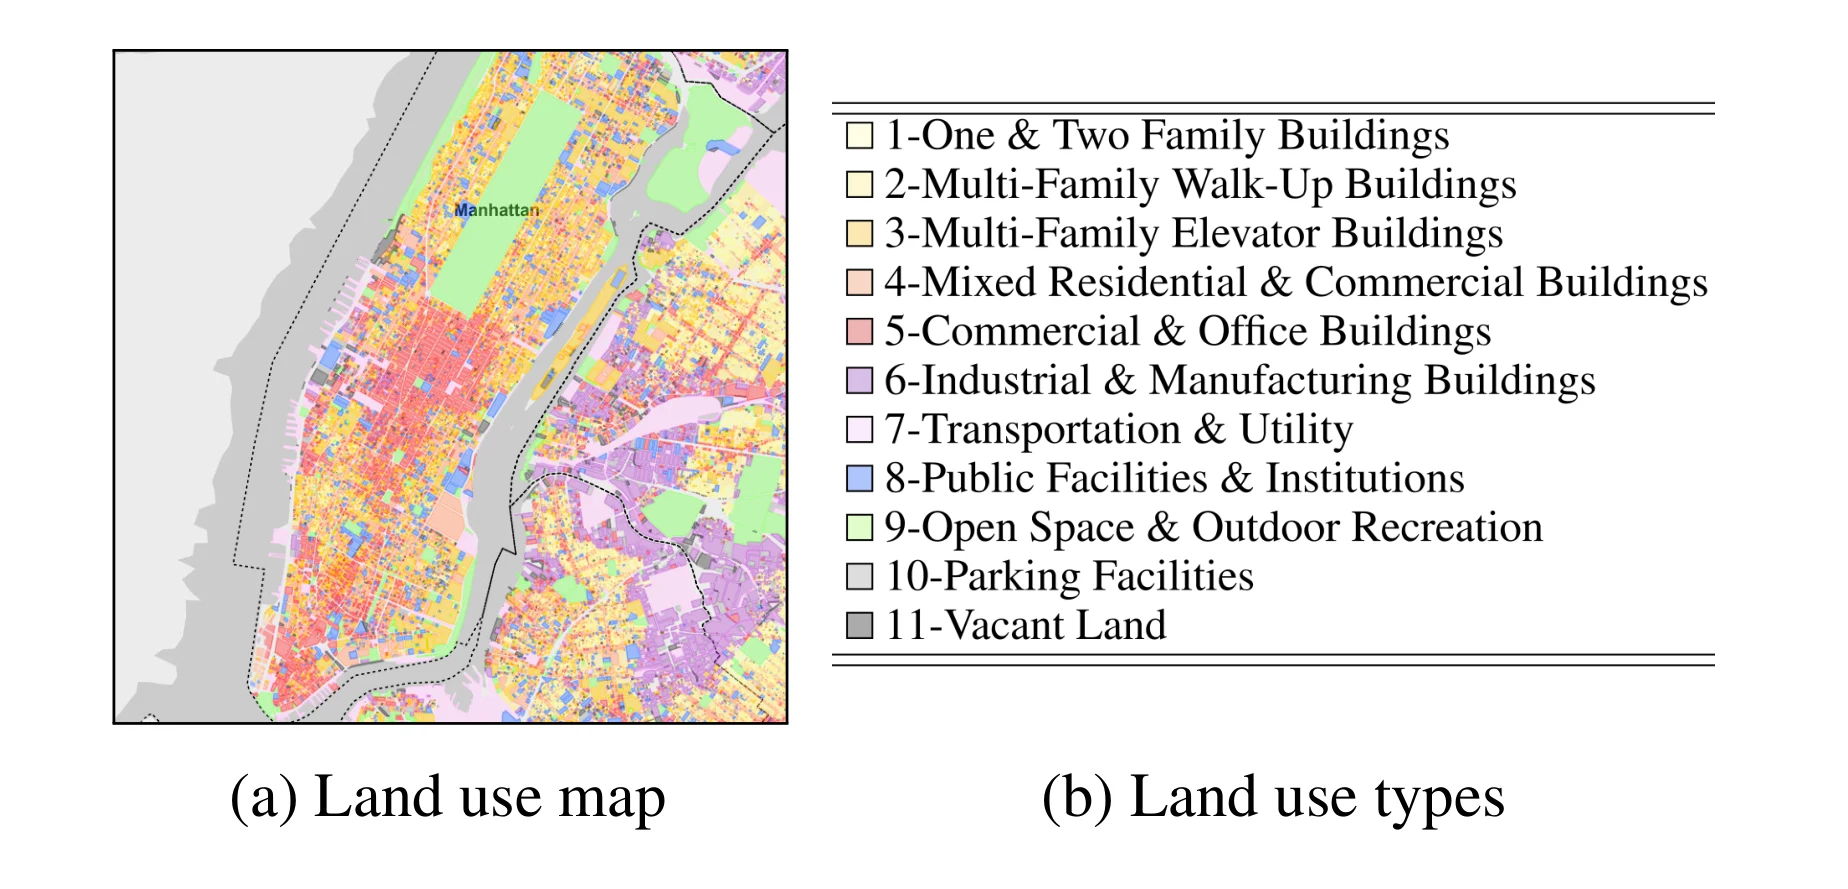 Manhattan
1-One & Two Family Buildings
2-Multi-Family Walk-Up Buildings
3-Multi-Family Elevator Buildings
4-Mixed Residential & Commercial Buildings
5-Commercial & Office Buildings
6-Industrial & Manufacturing Buildings
7-Transportation & Utility
8-Public Facilities & Institutions
9-Open Space & Outdoor Recreation
10-Parking Facilities
11-Vacant Land
(a) Land use map
(b) Land use types